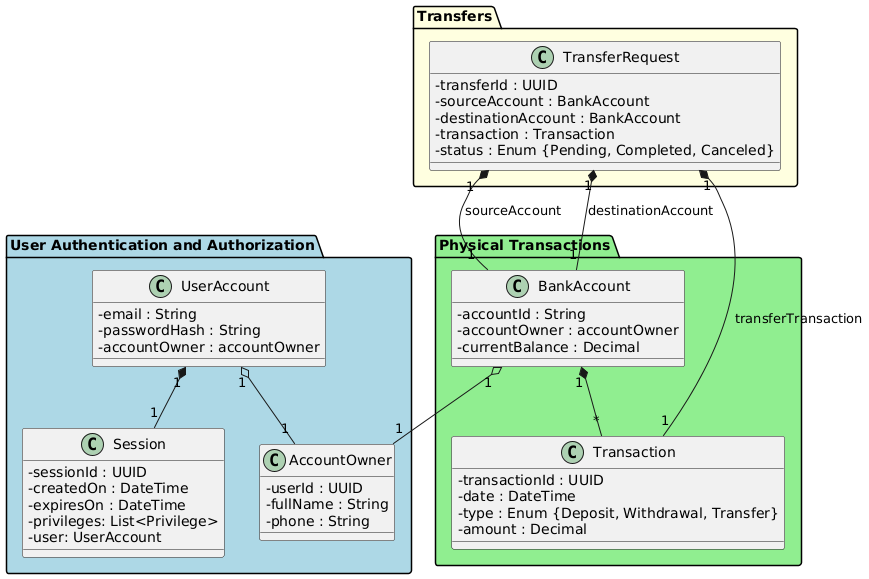 Transfers
C TransferRequest
-transferId : UUID
-sourceAccount : BankAccount
-destinationAccount : BankAccount
-transaction : Transaction
-status : Enum {Pending, Completed, Canceled}
1
1
1
sourceAccount
destinationAccount
transferTransaction
1
1
1
User Authentication and Authorization
C UserAccount
-email : String
-passwordHash : String
-accountOwner : accountOwner
1
1
1
1
C Session
-sessionId : UUID
-createdOn : DateTime
-expiresOn : DateTime
-privileges: List<Privilege>
-user: UserAccount
C AccountOwner
-userId : UUID
-fullName : String
-phone : String
Physical Transactions
C BankAccount
-accountId : String
-accountOwner : accountOwner
-currentBalance : Decimal
1
1
1
*
C Transaction
-transactionId : UUID
-date : DateTime
-type : Enum {Deposit, Withdrawal, Transfer}
-amount : Decimal